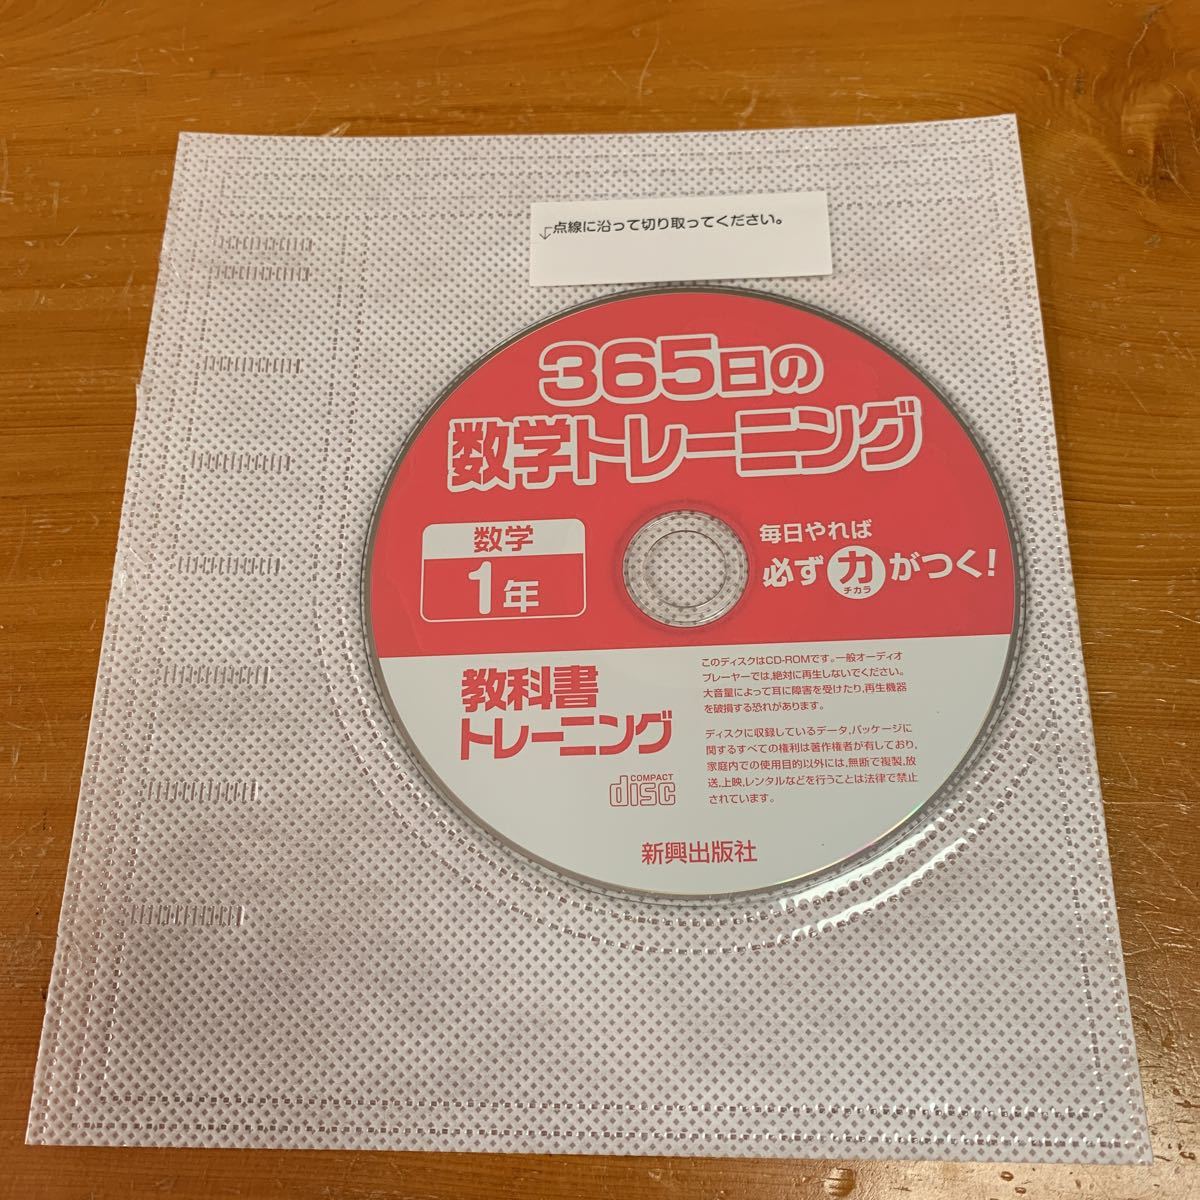 ↓点線に沿って切り取ってください。
365日の
数学トレーニング
数学
1年
毎日やれば
必ず力がつく!
チカラ
教科書
トレーニング
このディスクはCD-ROMです。一般オーディオ
プレーヤーでは,絶対に再生しないでください。
大音量によって耳に障害を受けたり,再生機器
を破損する恐れがあります。
ディスクに収録しているデータ,パッケージに
関するすべての権利は著作権者が有しており,
家庭内での使用目的以外には,無断で複製,放
送,上映,レンタルなどを行うことは法律で禁止
されています。
COMPACT
disc
新興出版社